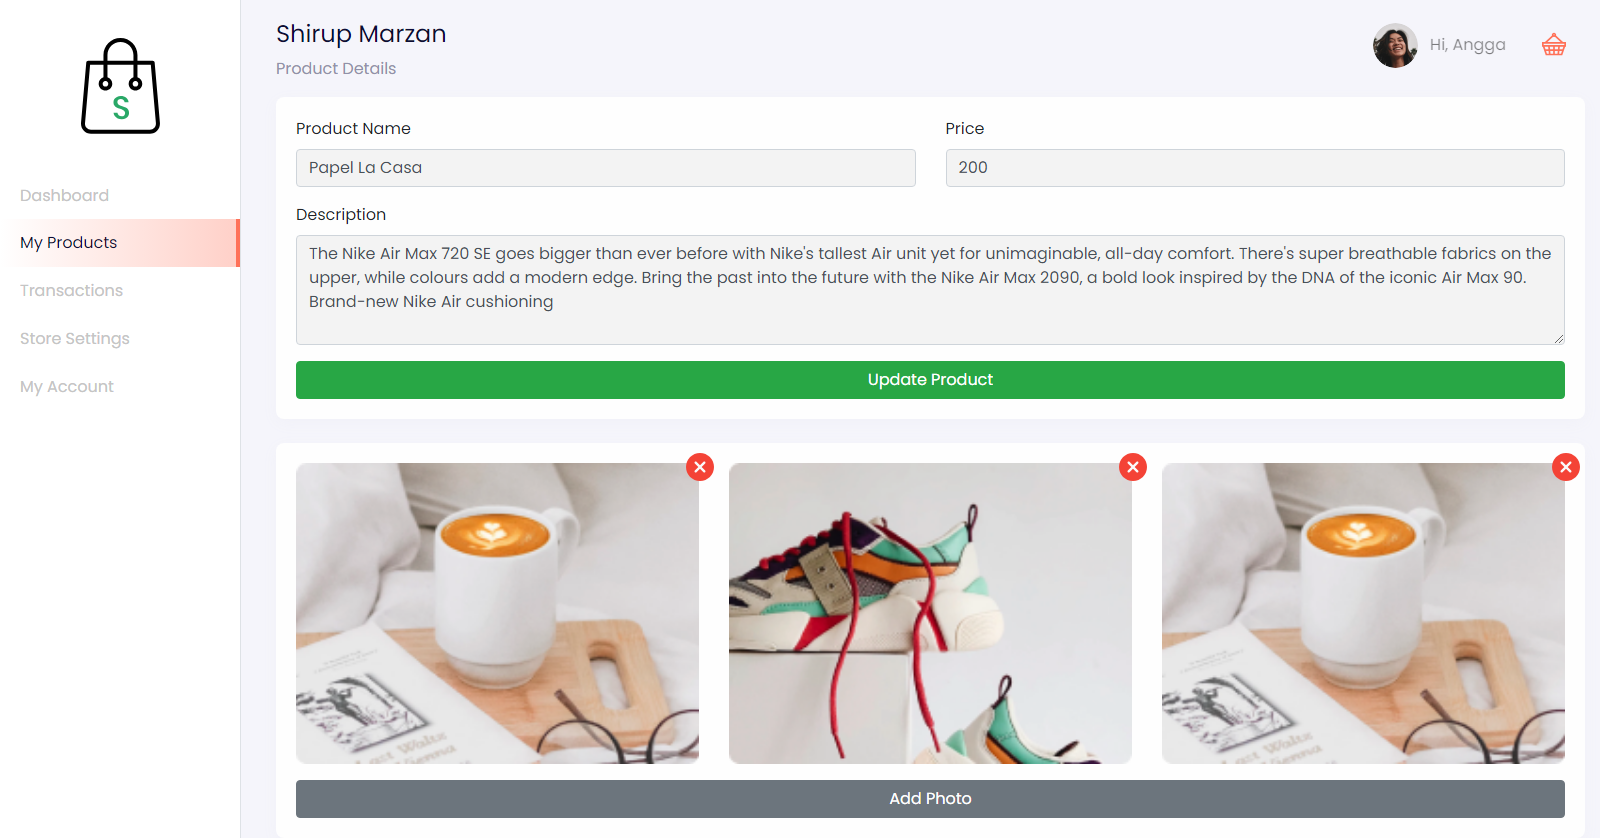 S
Dashboard
My Products
Transactions
Store Settings
My Account
Shirup Marzan
Product Details
Hi, Angga
Product Name
Papel La Casa
Price
200
Description
The Nike Air Max 720 SE goes bigger than ever before with Nike's tallest Air unit yet for unimaginable, all-day comfort. There's super breathable fabrics on the
upper, while colours add a modern edge. Bring the past into the future with the Nike Air Max 2090, a bold look inspired by the DNA of the iconic Air Max 90.
Brand-new Nike Air cushioning
Update Product
Add Photo